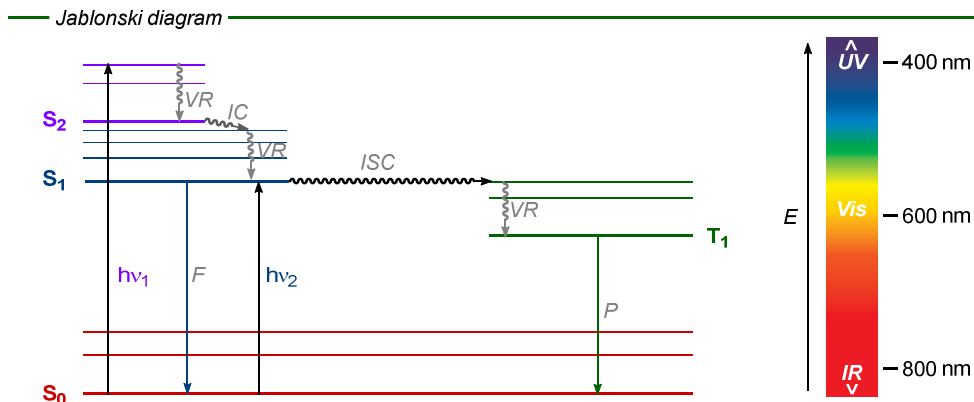 Jablonski diagram
S₂
S₁
S₀
VR
IC
VR
ISC
VR
T₁
hν₁
F
hν₂
P
E
UV
Vis
IR
400 nm
600 nm
800 nm